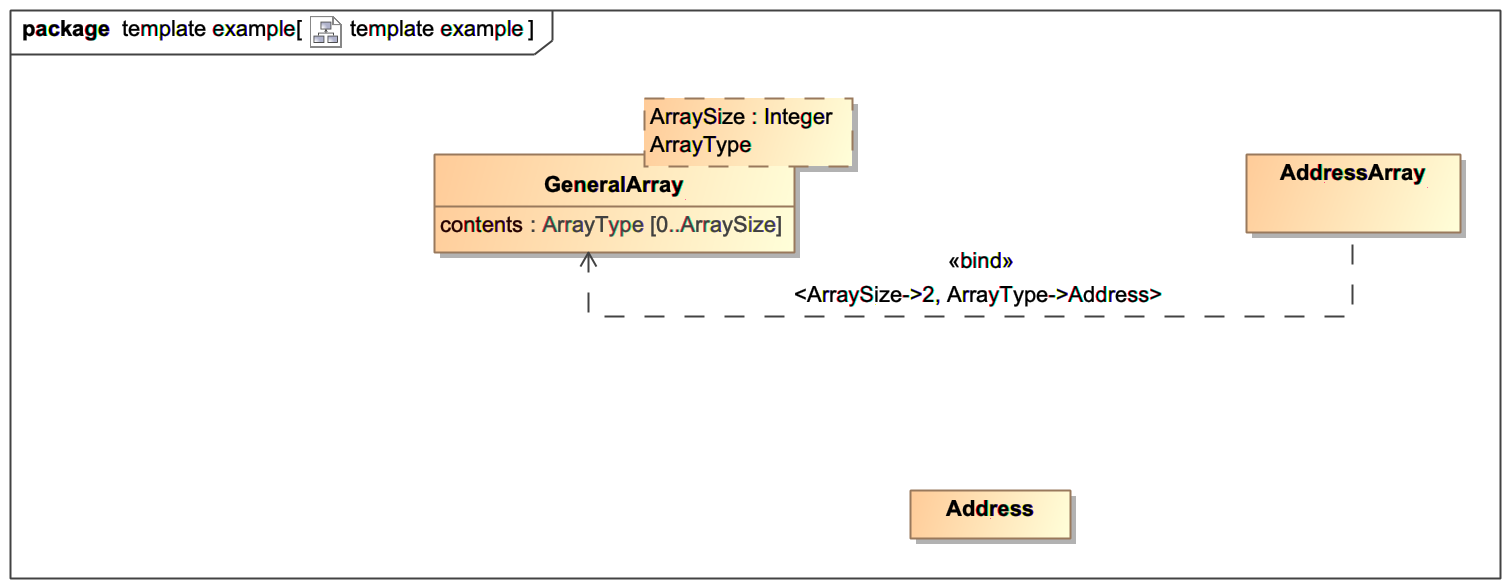 package template example[ template example ]
ArraySize : Integer
ArrayType
GeneralArray
contents : ArrayType [0..ArraySize]
AddressArray
«bind»
<ArraySize->2, ArrayType->Address>
Address